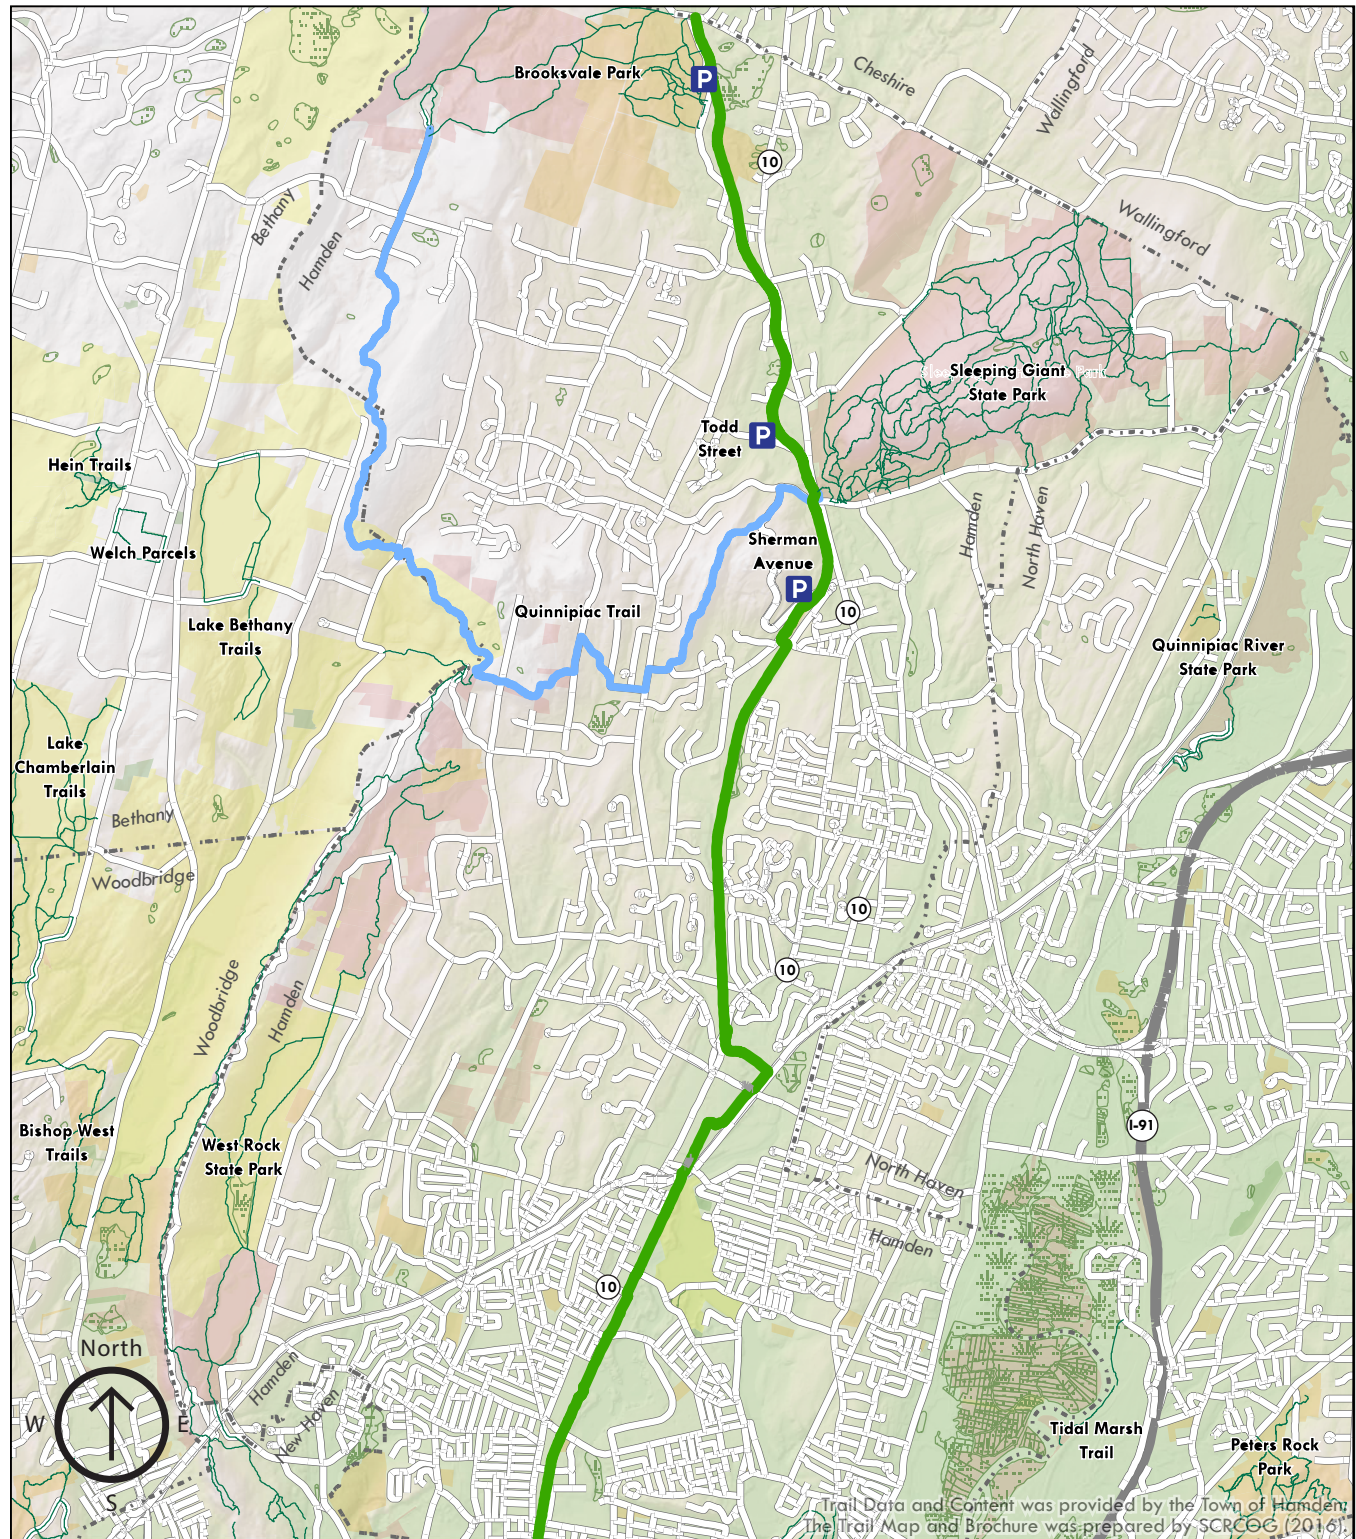 Brooksvale Park
P
Cheshire
Wallingford
10
Wallingford
Bethany
Hamden
Sleeping Giant
State Park
Todd
Street
P
Hein Trails
Welch Parcels
Hamden
North Haven
Sherman
Avenue
P
10
Quinnipiac Trail
Lake Bethany
Trails
Quinnipiac River
State Park
Lake
Chamberlain
Trails
Bethany
Woodbridge
10
10
Woodbridge
Hamden
Bishop West
Trails
West Rock
State Park
I-91
North Haven
Hamden
10
North
W
E
S
Hamden
New Haven
Tidal Marsh
Trail
Peters Rock
Park
Trail Data and Content was provided by the Town of Hamden.
The Trail Map and Brochure was prepared by SCRCOG (2016).